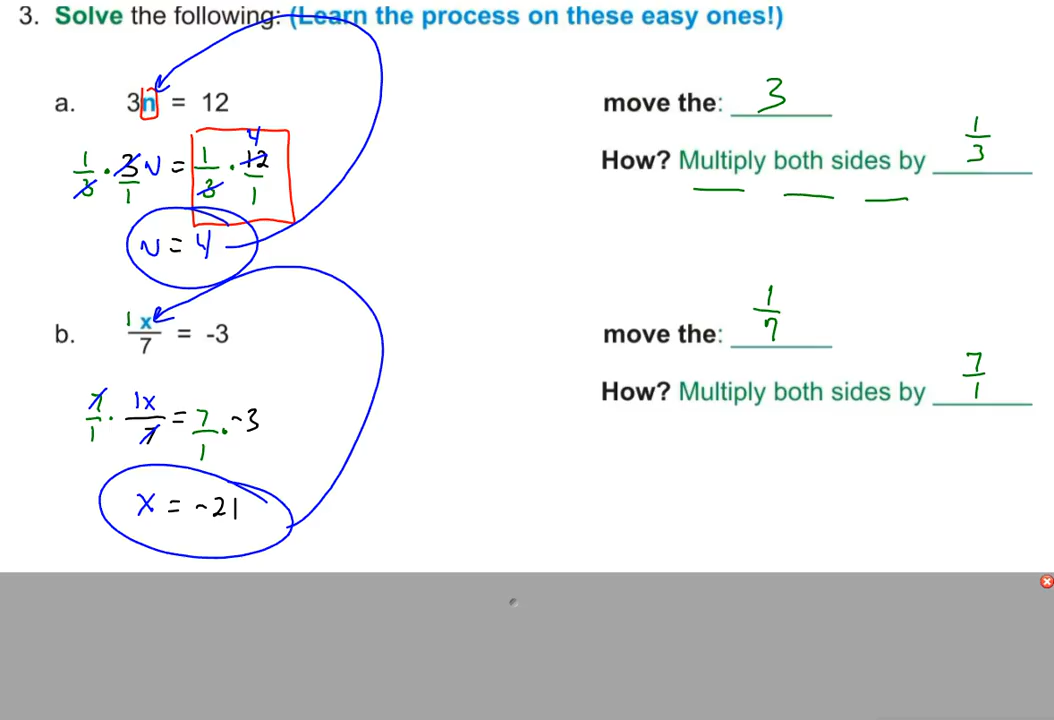 3. Solve the following: (Learn the process on these easy ones!)
a. 3n = 12
move the: 3
1/3 · 3/1 N = 1/3 · 12/1 4
How? Multiply both sides by 1/3
N = 4
b. 1x/7 = -3
move the: 1/7
How? Multiply both sides by 7/1
7/1 · 1x/7 = 7/1 · -3
x = -21